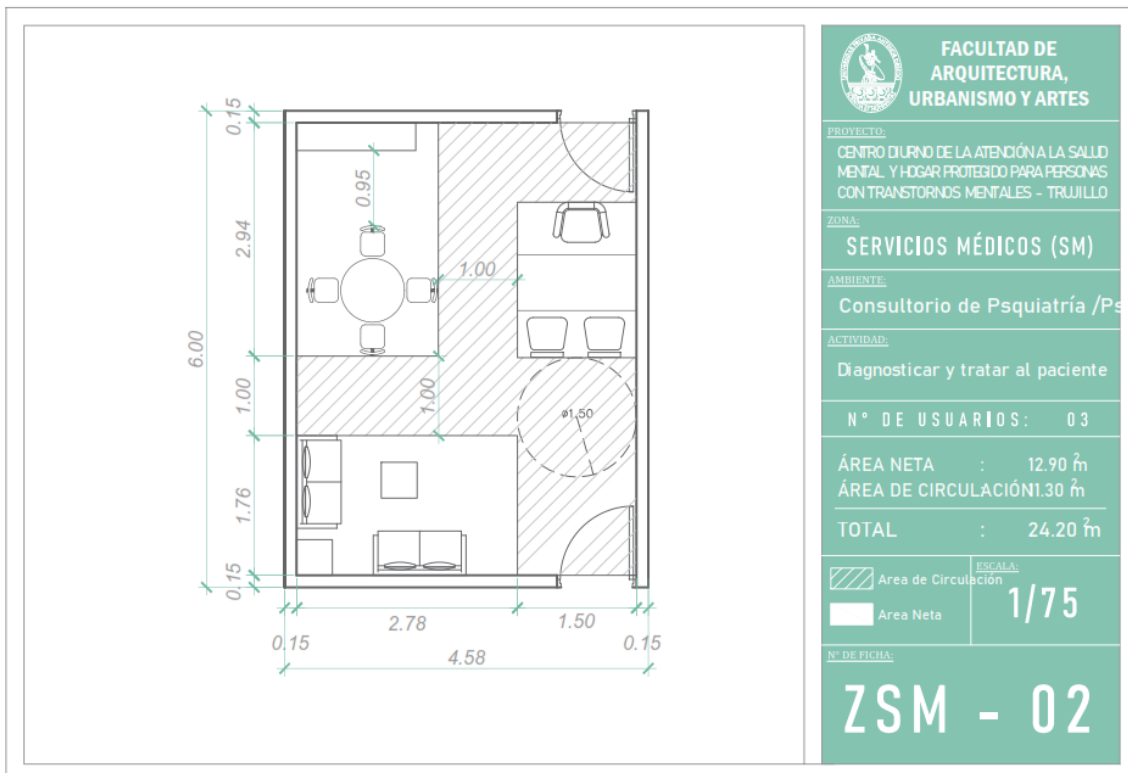 0.15
2.94
6.00
1.00
1.76
0.15
0.95
1.00
1.00
ø1.50
2.78
1.50
0.15
0.15
4.58
FACULTAD DE
ARQUITECTURA,
URBANISMO Y ARTES
PROYECTO:
CENTRO DIURNO DE LA ATENCIÓN A LA SALUD
MENTAL Y HOGAR PROTEGIDO PARA PERSONAS
CON TRANSTORNOS MENTALES - TRUJILLO
ZONA:
SERVICIOS MÉDICOS (SM)
AMBIENTE:
Consultorio de Psquiatría /Ps
ACTIVIDAD:
Diagnosticar y tratar al paciente
N° DE USUARIOS: 03
ÁREA NETA : 12.90 m²
ÁREA DE CIRCULACIÓN: 11.30 m²
TOTAL : 24.20 m²
Area de Circulación
Area Neta
ESCALA:
1/75
N° DE FICHA:
ZSM - 02